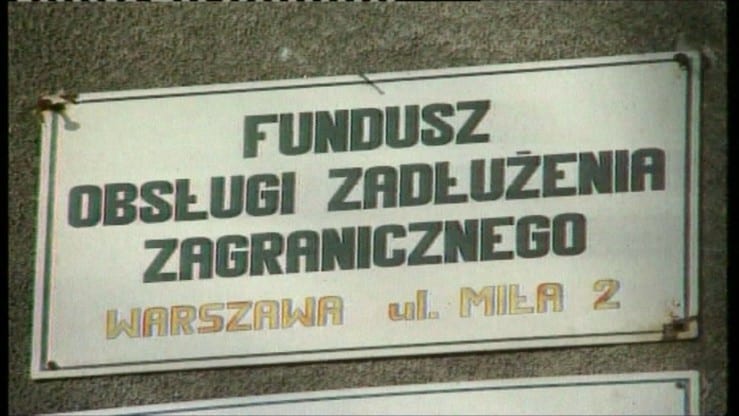 FUNDUSZ
OBSŁUGI ZADŁUŻENIA
ZAGRANICZNEGO
WARSZAWA ul. MIŁA 2